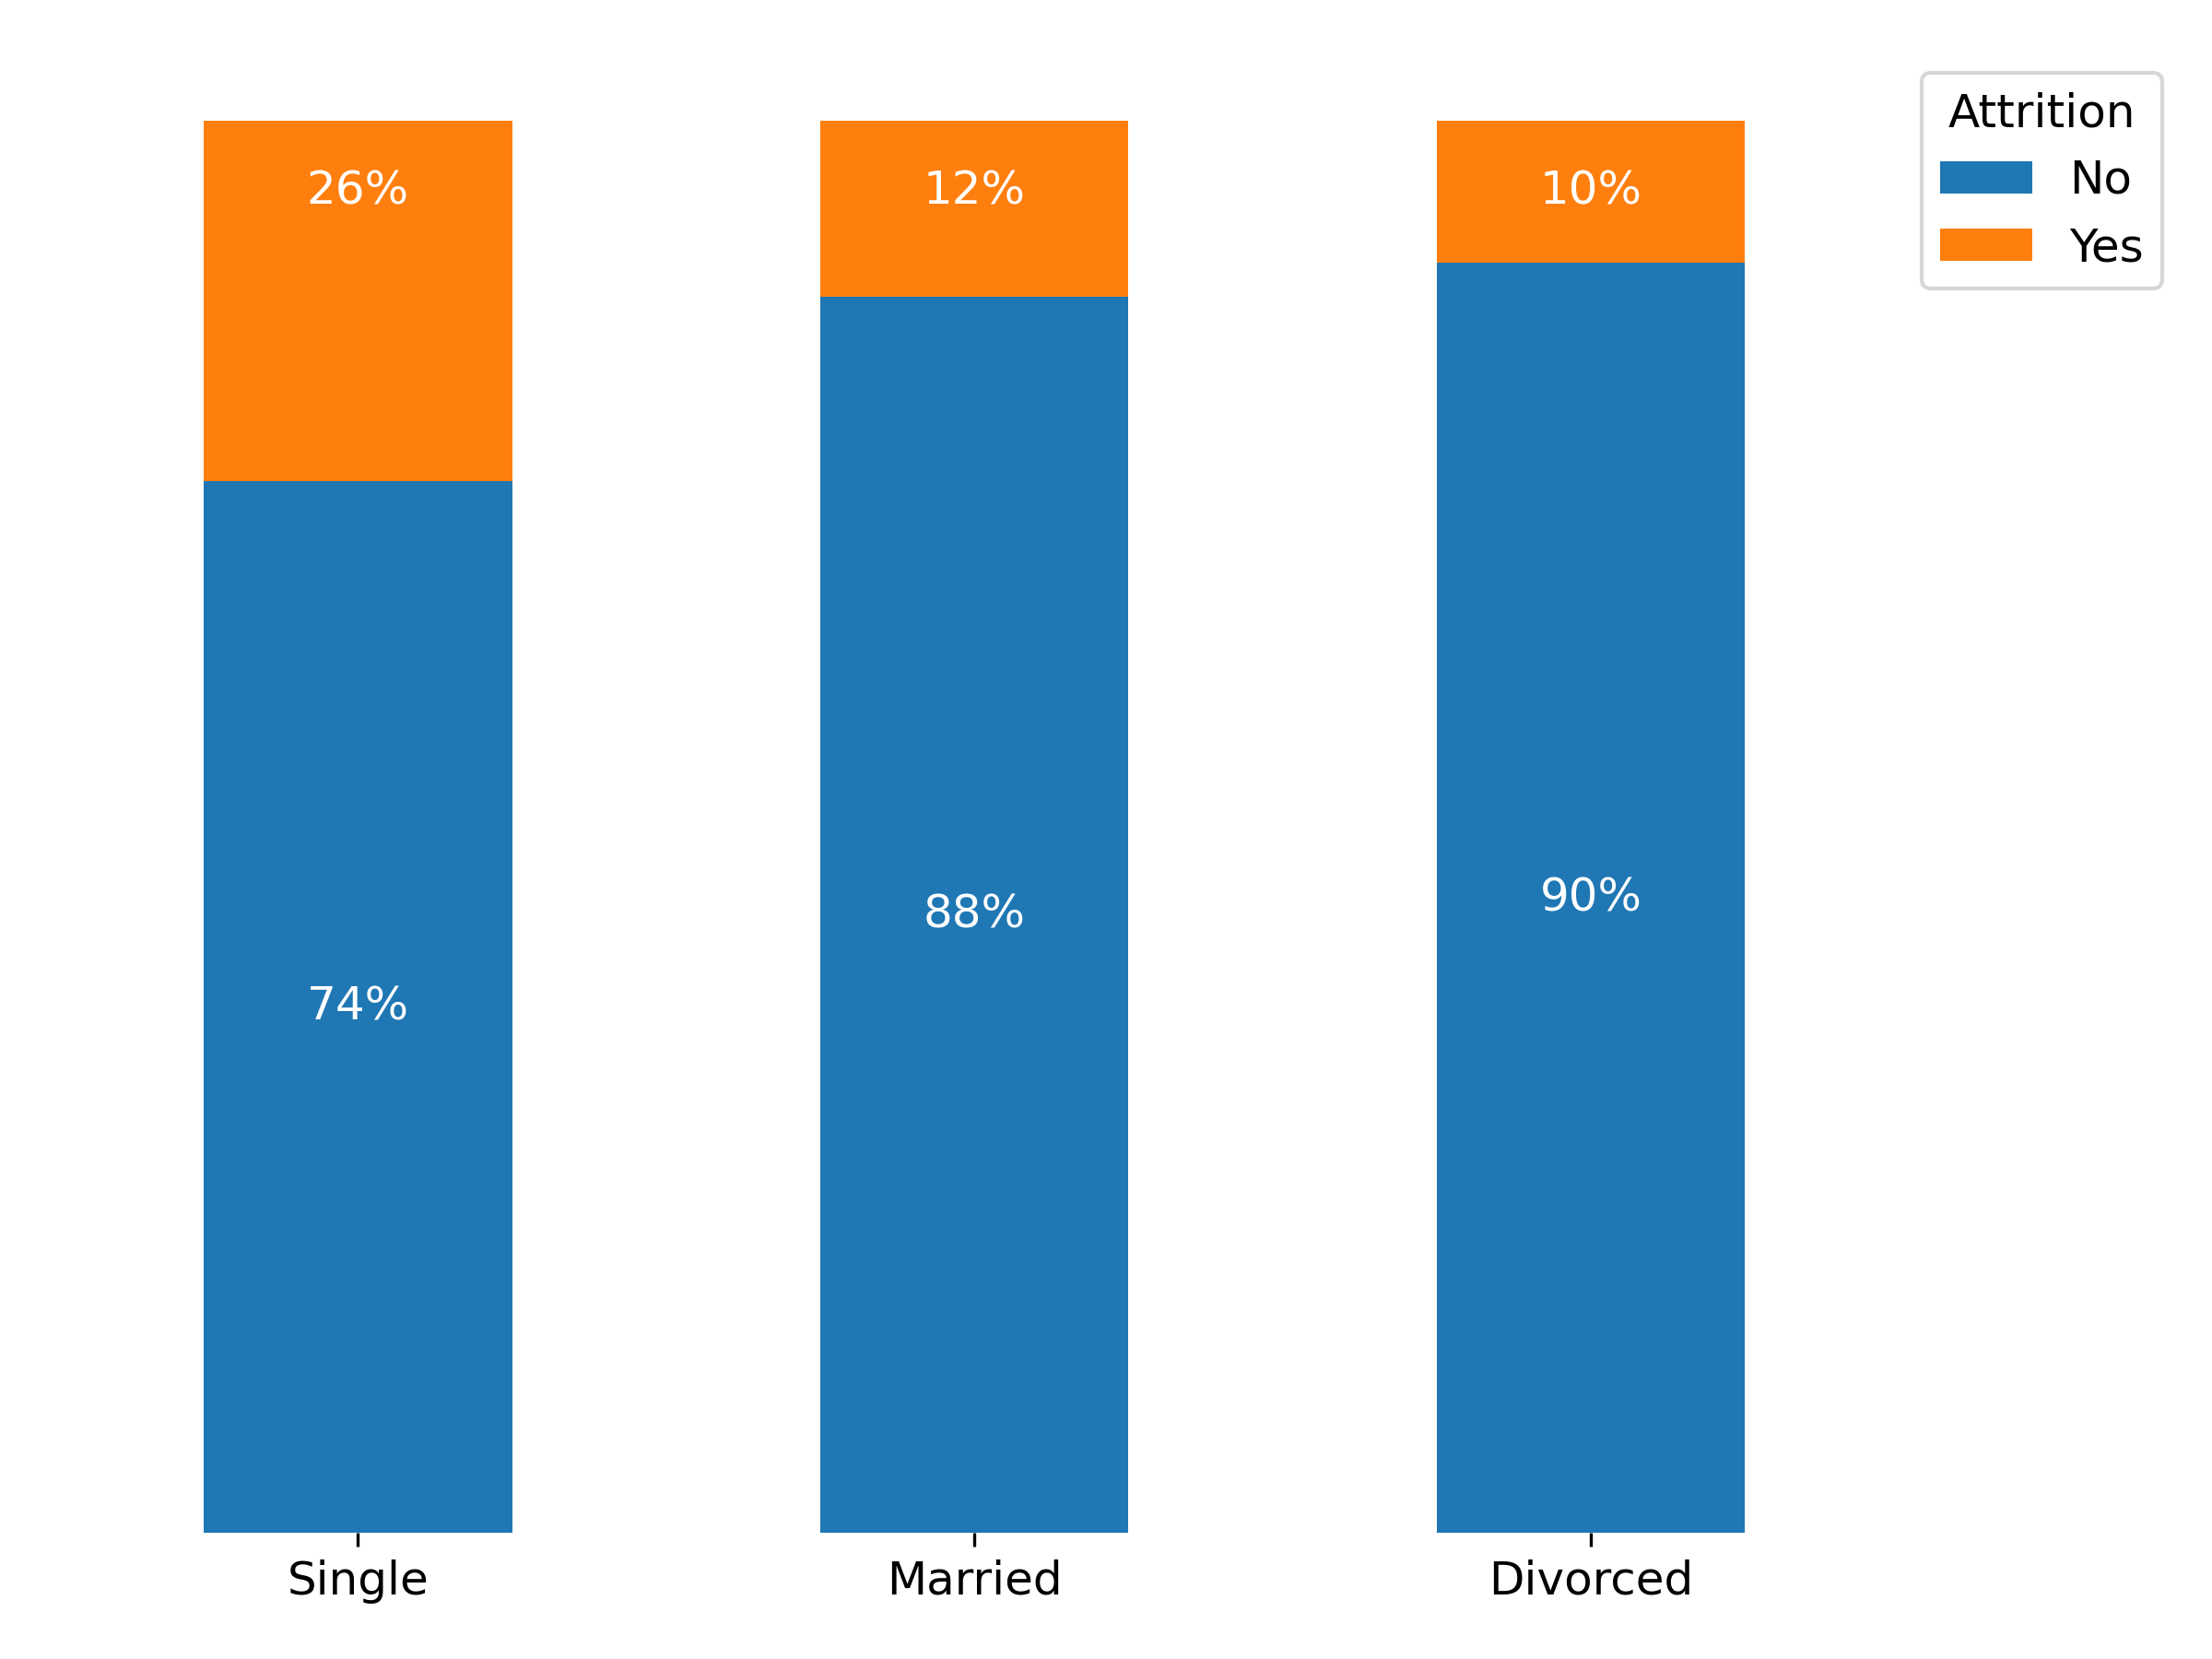 Attrition
No
Yes
26%
12%
10%
74%
88%
90%
Single
Married
Divorced